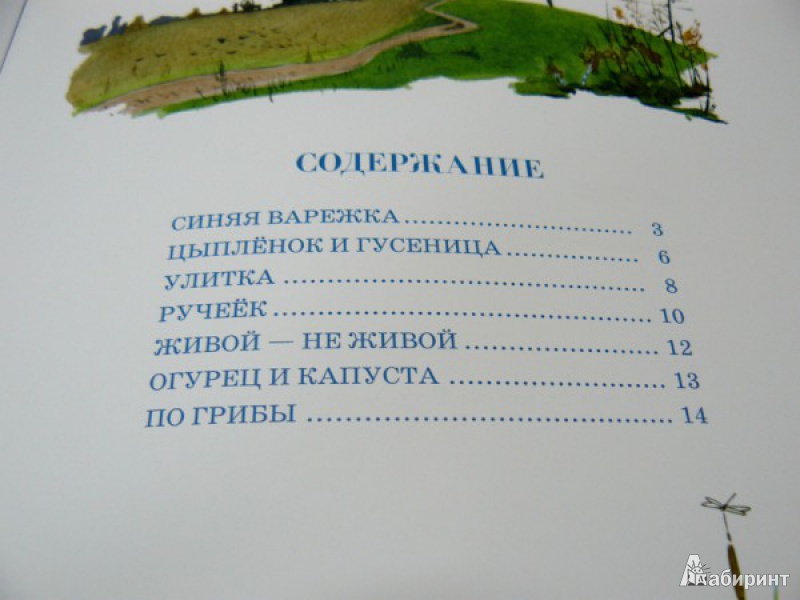 СОДЕРЖАНИЕ
СИНЯЯ ВАРЕЖКА.............................. 3
ЦЫПЛЁНОК И ГУСЕНИЦА.................. 6
УЛИТКА ............................................... 8
РУЧЕЁК................................................ 10
ЖИВОЙ — НЕ ЖИВОЙ ........................ 12
ОГУРЕЦ И КАПУСТА ........................... 13
ПО ГРИБЫ ........................................... 14
Лабиринт